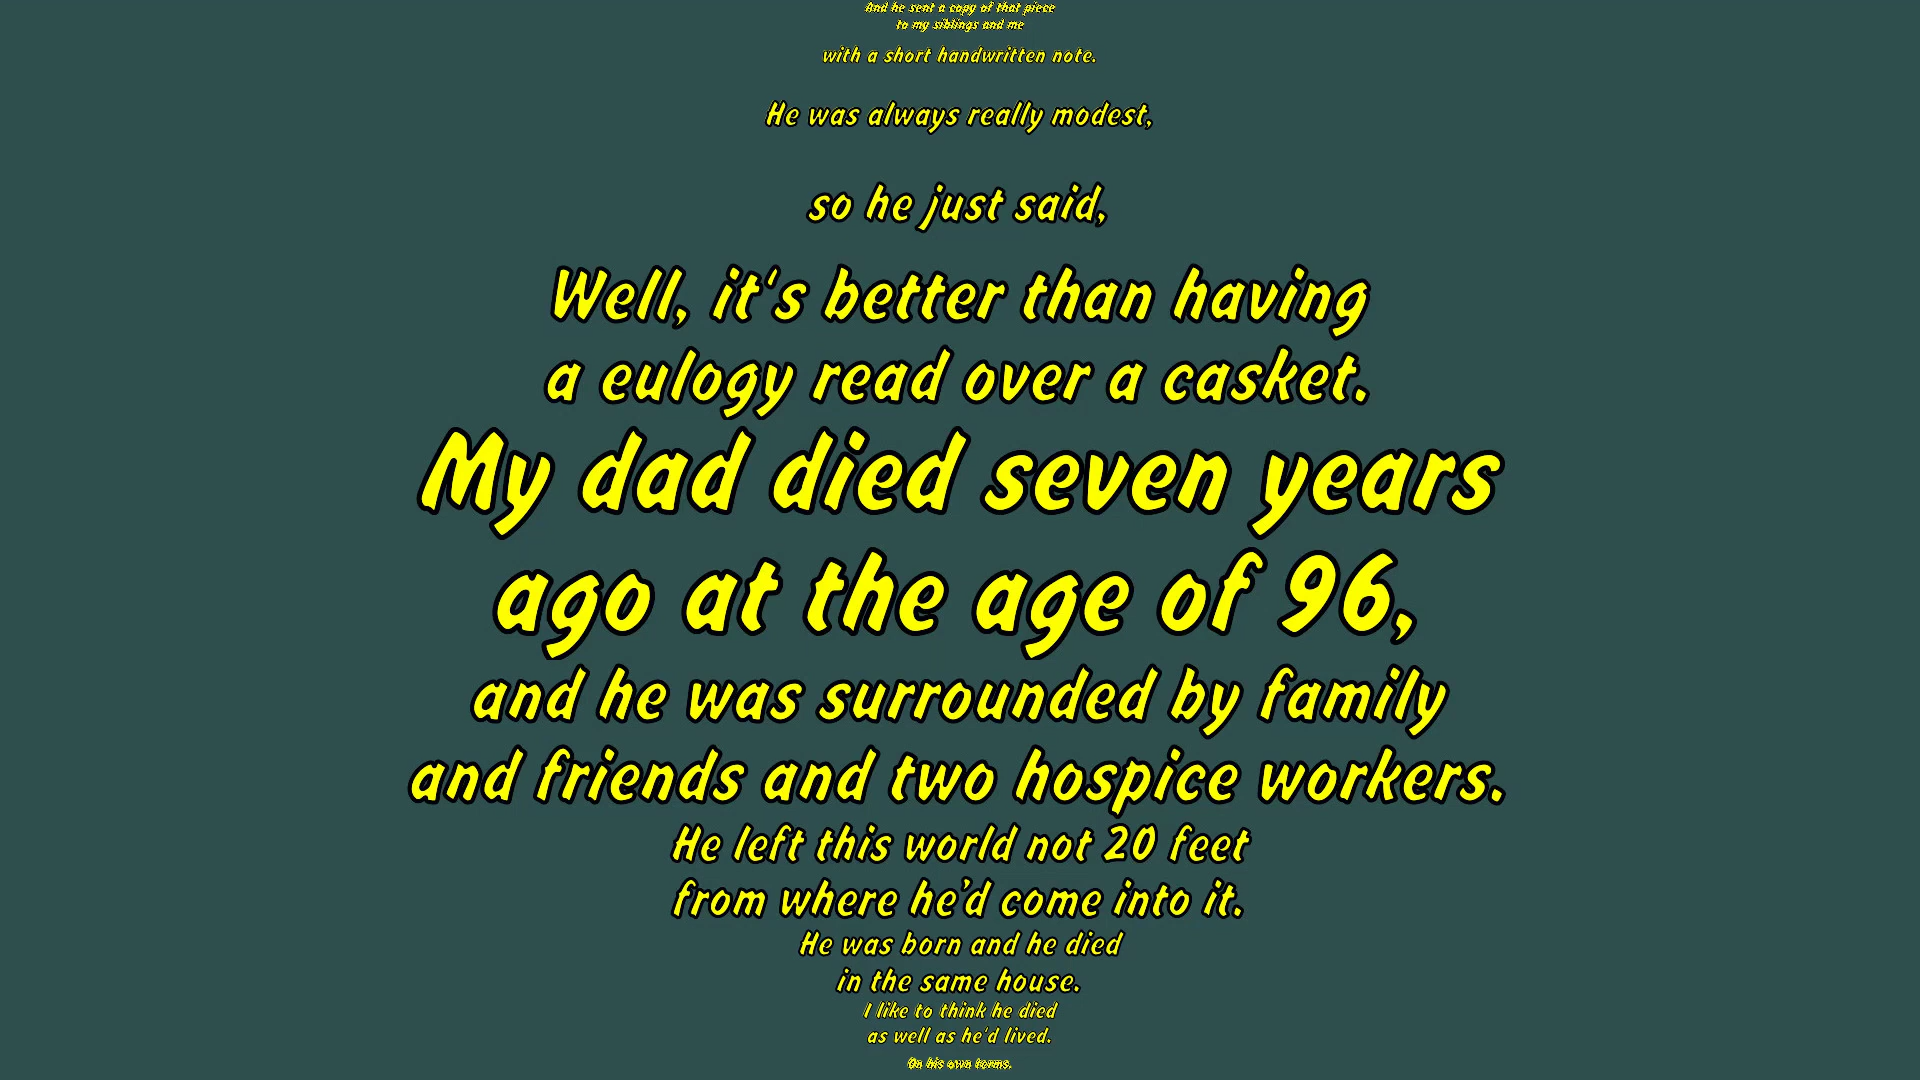 And he sent a copy of that piece
to my siblings and me
with a short handwritten note.
He was always really modest,
so he just said,
Well, it's better than having
a eulogy read over a casket.
My dad died seven years
ago at the age of 96,
and he was surrounded by family
and friends and two hospice workers.
He left this world not 20 feet
from where he’d come into it.
He was born and he died
in the same house.
I like to think he died
as well as he'd lived.
On his own terms.